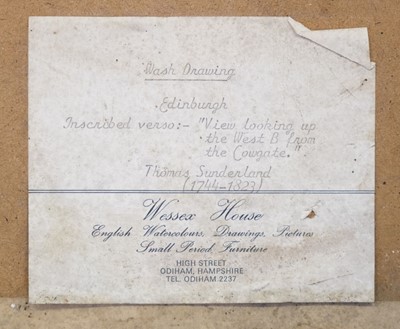 Wash Drawing
Edinburgh
Inscribed verso:- "View looking up
the West B from
the Cowgate."
Thomas Sunderland
(1744-1823)
Wessex House
English Watercolours, Drawings, Pictures
Small Period Furniture
HIGH STREET
ODIHAM, HAMPSHIRE
TEL. ODIHAM 2237